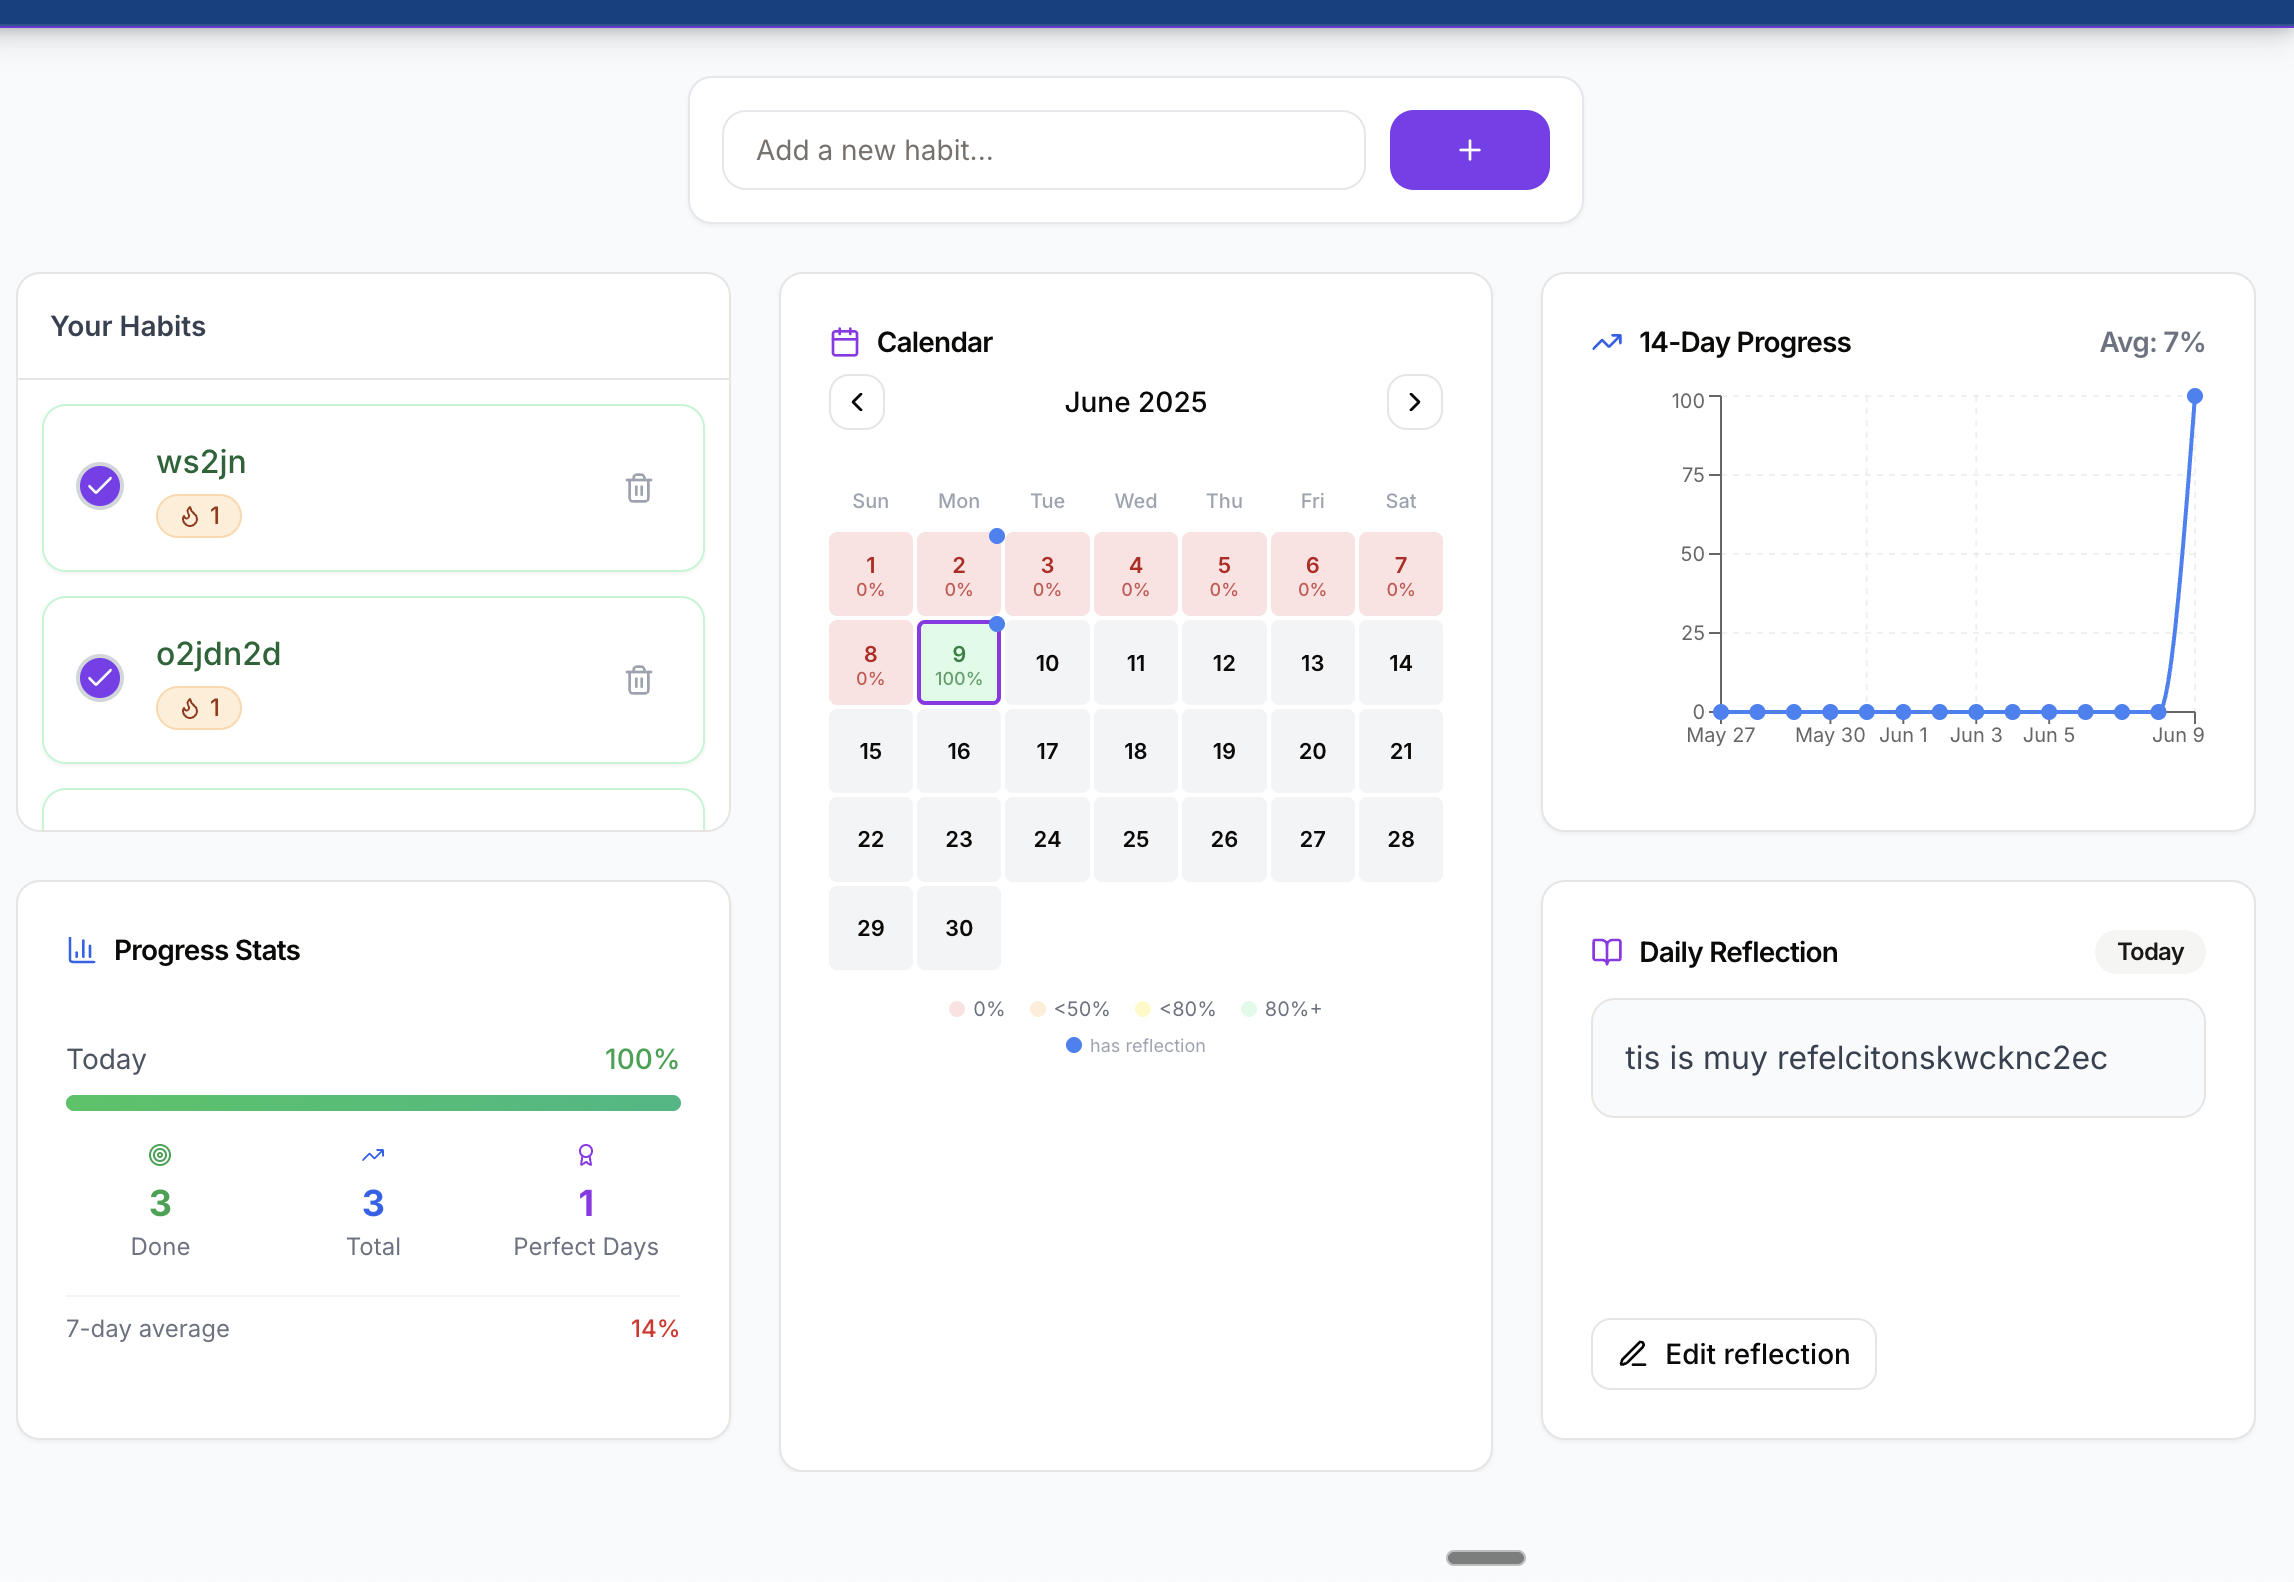 Add a new habit...
Your Habits
ws2jn
1
o2jdn2d
1
Calendar
June 2025
Sun Mon Tue Wed Thu Fri Sat
1 2 3 4 5 6 7
0% 0% 0% 0% 0% 0% 0%
8 9 10 11 12 13 14
0% 100%
15 16 17 18 19 20 21
22 23 24 25 26 27 28
29 30
0% <50% <80% 80%+
has reflection
14-Day Progress Avg: 7%
100
75
50
25
0
May 27 May 30 Jun 1 Jun 3 Jun 5 Jun 9
Progress Stats
Today 100%
3 3 1
Done Total Perfect Days
7-day average 14%
Daily Reflection Today
tis is muy refelcitonskwcknc2ec
Edit reflection